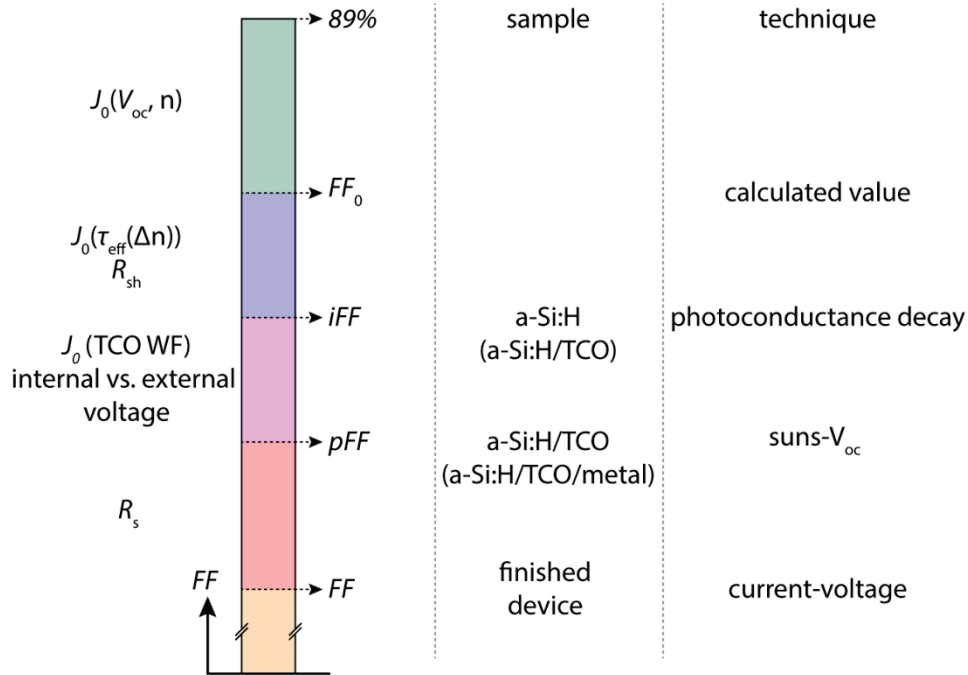 89%
sample
technique
J₀(Vₒc, n)
FF₀
calculated value
J₀(τeff(Δn))
Rsh
iFF
a-Si:H
(a-Si:H/TCO)
photoconductance decay
J₀ (TCO WF)
internal vs. external
voltage
pFF
a-Si:H/TCO
(a-Si:H/TCO/metal)
suns-Voc
Rs
FF
FF
finished
device
current-voltage